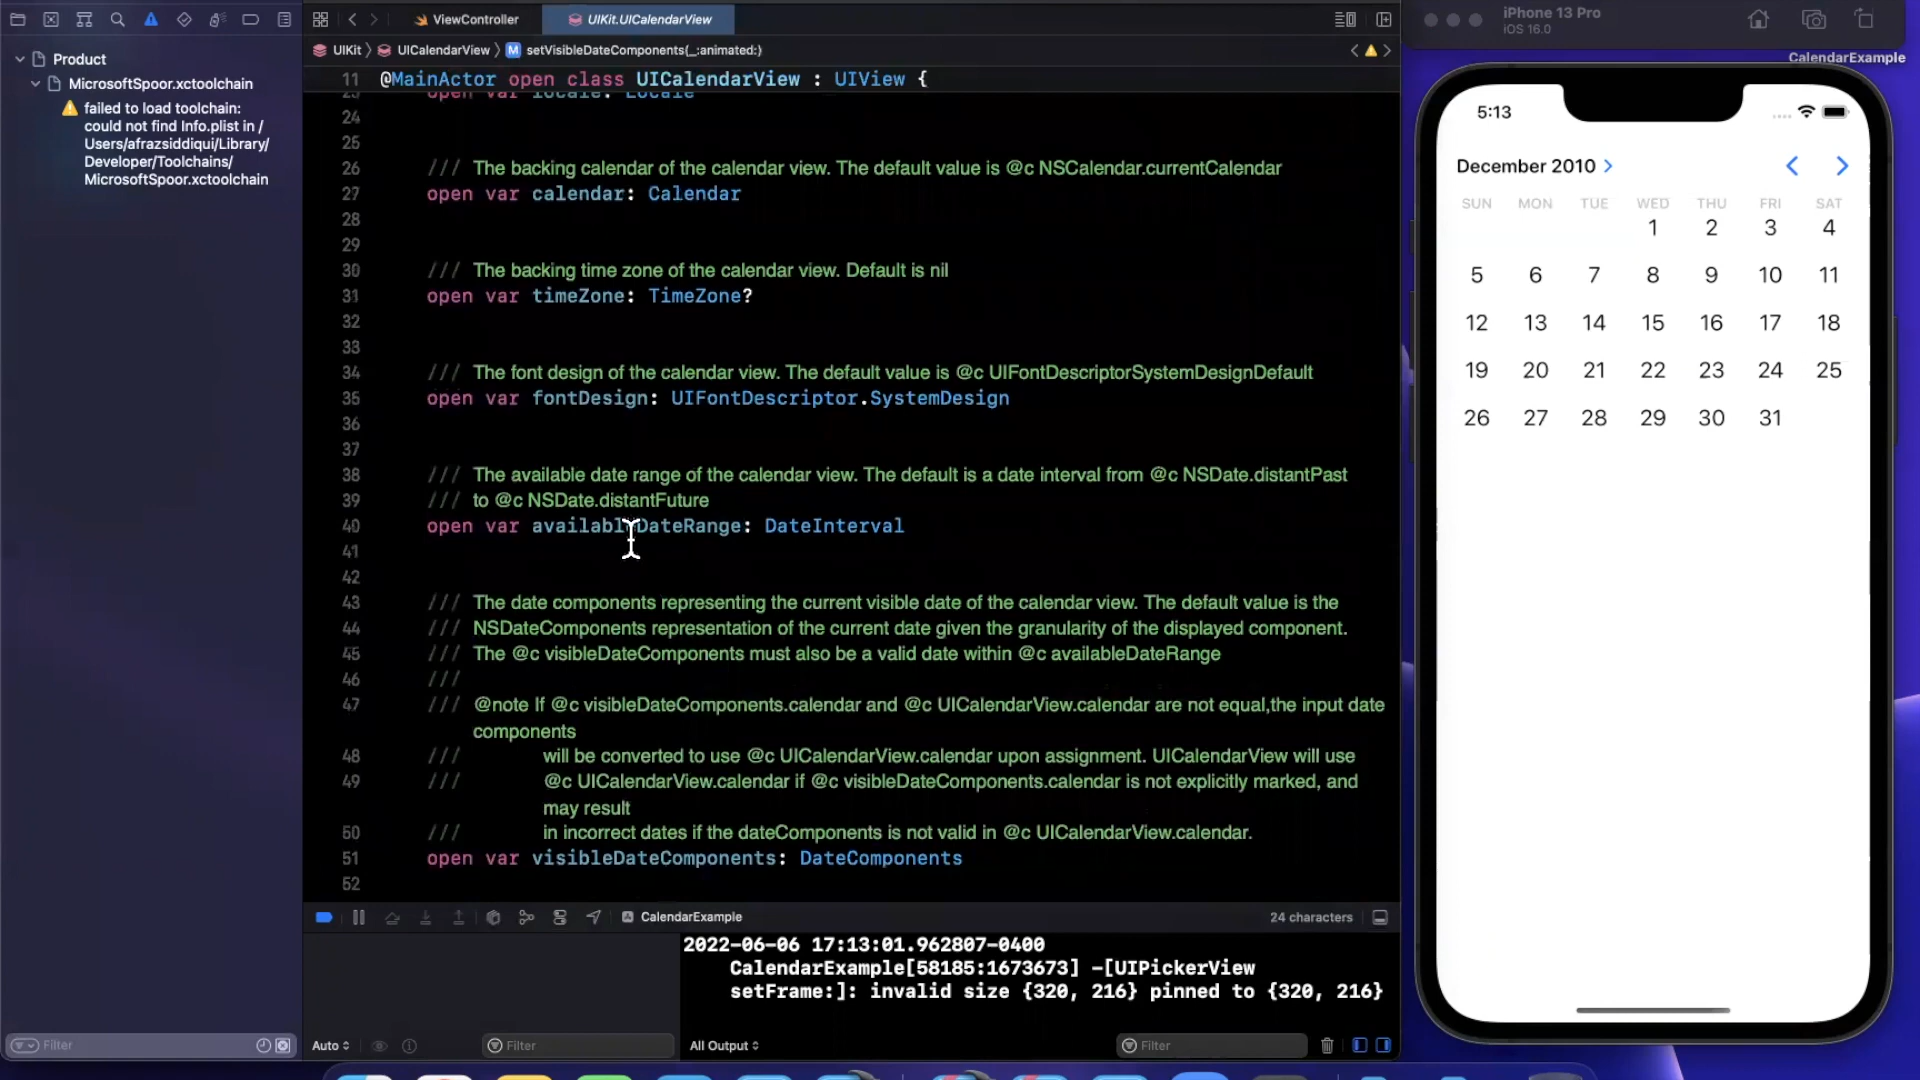 ViewController
UIKit.UICalendarView
UIKit
UICalendarView
M
setVisibleDateComponents(_:animated:)
Product
MicrosoftSpoor.xctoolchain
failed to load toolchain:
could not find Info.plist in /
Users/afrazsiddiqui/Library/
Developer/Toolchains/
MicrosoftSpoor.xctoolchain
Filter
11 @MainActor open class UICalendarView : UIView {
23 open var locale: Locale
24
25
26 /// The backing calendar of the calendar view. The default value is @c NSCalendar.currentCalendar
27 open var calendar: Calendar
28
29
30 /// The backing time zone of the calendar view. Default is nil
31 open var timeZone: TimeZone?
32
33
34 /// The font design of the calendar view. The default value is @c UIFontDescriptorSystemDesignDefault
35 open var fontDesign: UIFontDescriptor.SystemDesign
36
37
38 /// The available date range of the calendar view. The default is a date interval from @c NSDate.distantPast
39 /// to @c NSDate.distantFuture
40 open var availableDateRange: DateInterval
41
42
43 /// The date components representing the current visible date of the calendar view. The default value is the
44 /// NSDateComponents representation of the current date given the granularity of the displayed component.
45 /// The @c visibleDateComponents must also be a valid date within @c availableDateRange
46 ///
47 /// @note If @c visibleDateComponents.calendar and @c UICalendarView.calendar are not equal,the input date
components
48 /// will be converted to use @c UICalendarView.calendar upon assignment. UICalendarView will use
49 /// @c UICalendarView.calendar if @c visibleDateComponents.calendar is not explicitly marked, and
may result
50 /// in incorrect dates if the dateComponents is not valid in @c UICalendarView.calendar.
51 open var visibleDateComponents: DateComponents
52
CalendarExample
24 characters
2022-06-06 17:13:01.962807-0400
CalendarExample[58185:1673673] -[UIPickerView
setFrame:]: invalid size {320, 216} pinned to {320, 216}
Auto
Filter
All Output
Filter
iPhone 13 Pro
iOS 16.0
CalendarExample
5:13
December 2010
SUN MON TUE WED THU FRI SAT
1 2 3 4
5 6 7 8 9 10 11
12 13 14 15 16 17 18
19 20 21 22 23 24 25
26 27 28 29 30 31